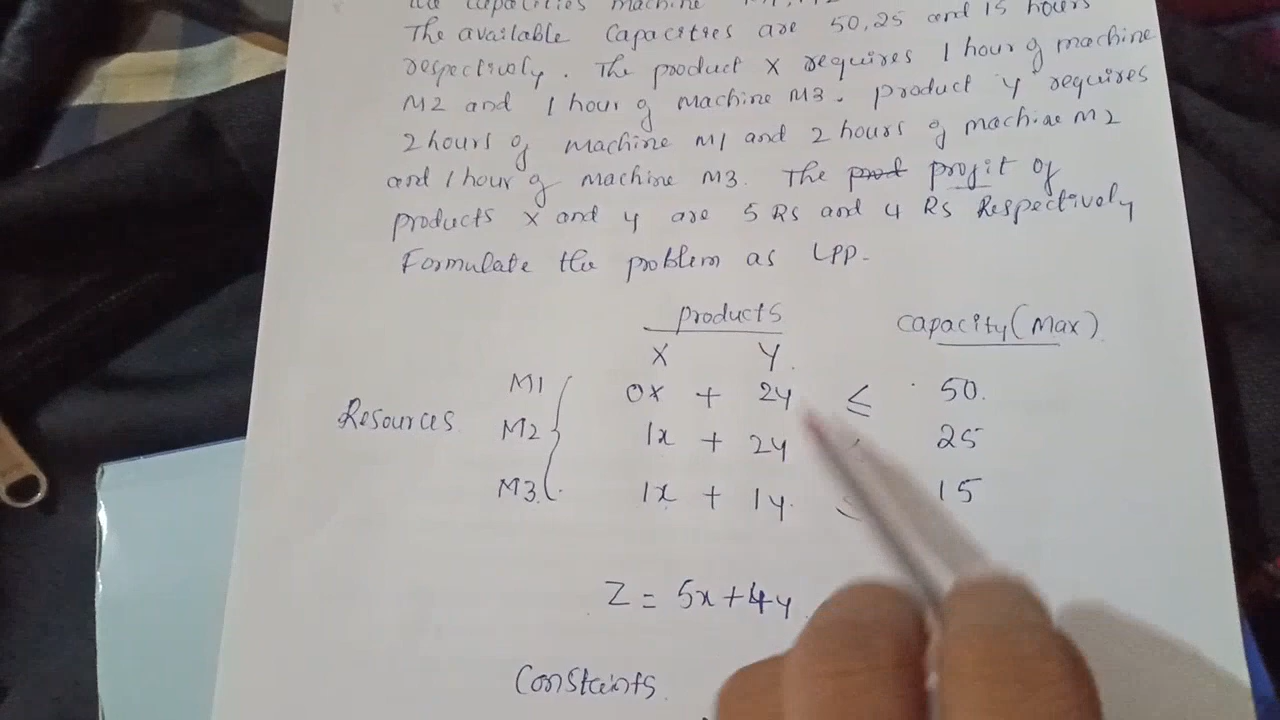 capacities machine
The available Capacities are 50, 25 and 15 hours
respectively. The product X requires 1 hour of machine
M2 and 1 hour of machine M3. product Y requires
2 hours of machine M1 and 2 hours of machine M2
and 1 hour of machine M3. The prof profit of
products X and Y are 5 RS and 4 RS Respectively
Formulate the problem as LPP.
products capacity (Max)
X Y
M1 0x + 2y ≤ 50.
Resources M2 1x + 2y 25
M3 1x + 1y 15
Z = 5x + 4y
Constaints